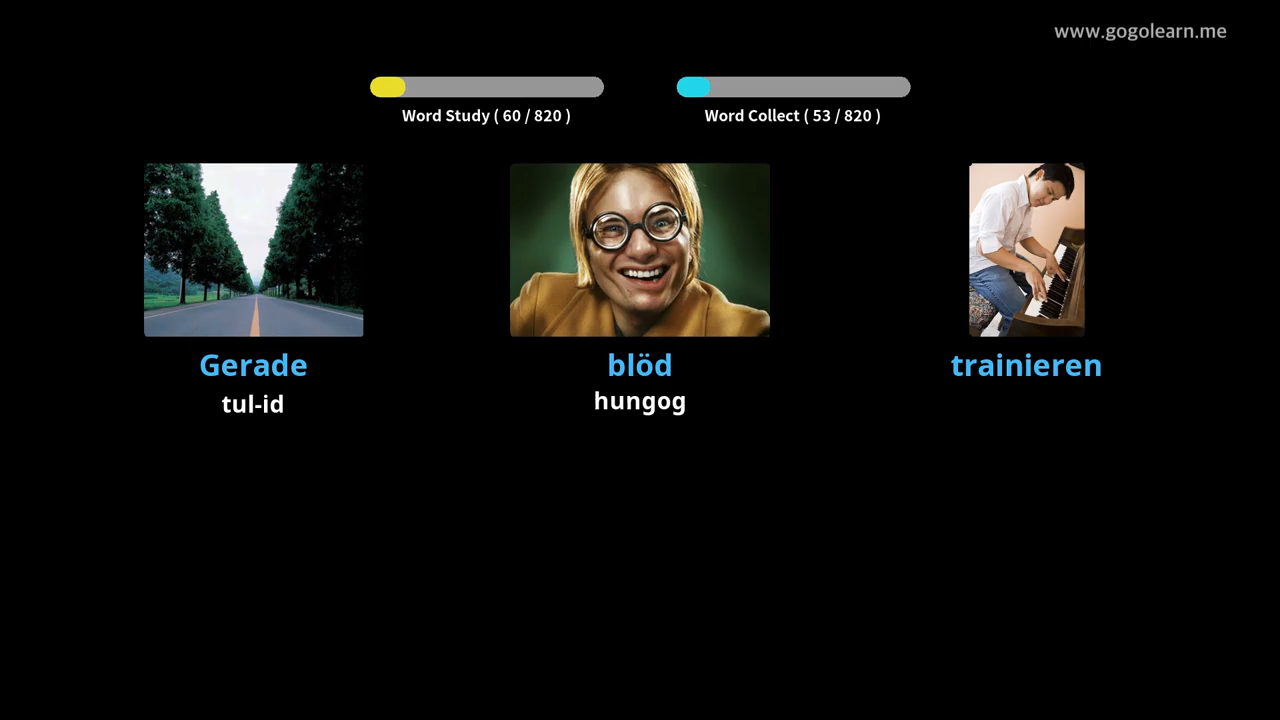 www.gogolearn.me
Word Study ( 60 / 820 )
Word Collect ( 53 / 820 )
Gerade
tul-id
blöd
hungog
trainieren